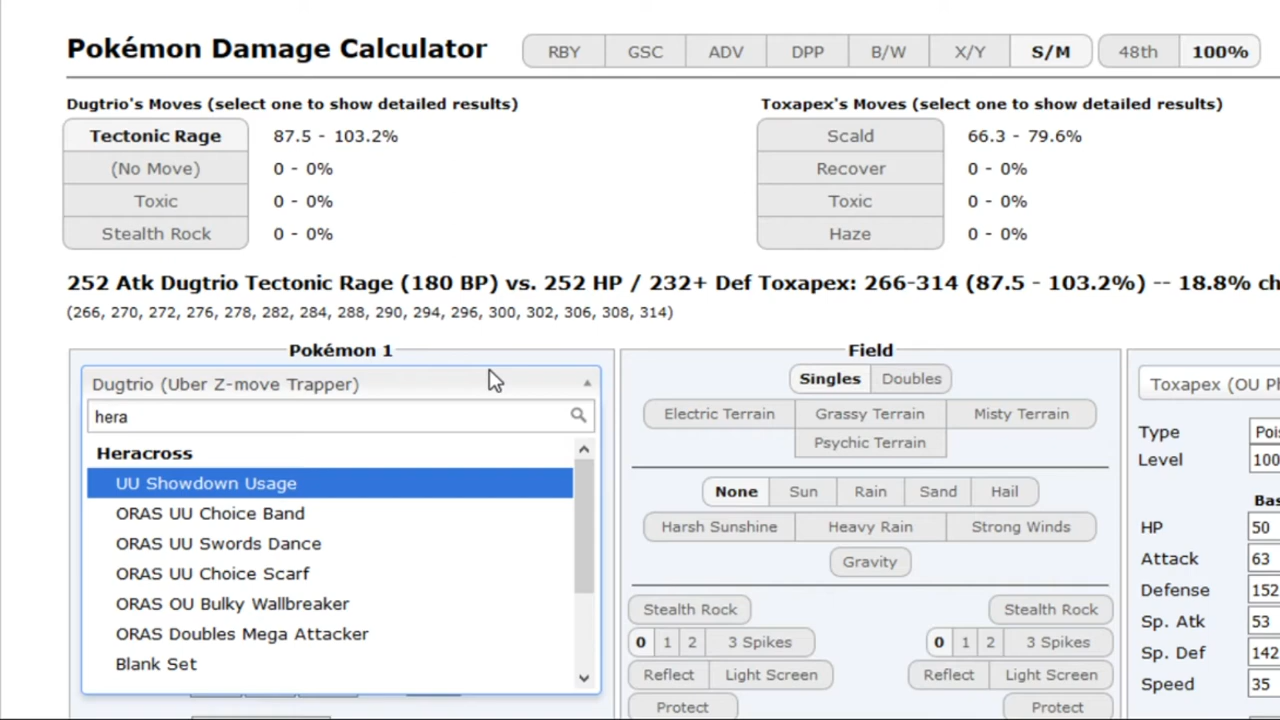 Pokémon Damage Calculator
RBY GSC ADV DPP B/W X/Y S/M 48th 100%
Dugtrio's Moves (select one to show detailed results)
Tectonic Rage 87.5 - 103.2%
(No Move) 0 - 0%
Toxic 0 - 0%
Stealth Rock 0 - 0%
Toxapex's Moves (select one to show detailed results)
Scald 66.3 - 79.6%
Recover 0 - 0%
Toxic 0 - 0%
Haze 0 - 0%
252 Atk Dugtrio Tectonic Rage (180 BP) vs. 252 HP / 232+ Def Toxapex: 266-314 (87.5 - 103.2%) -- 18.8% ch
(266, 270, 272, 276, 278, 282, 284, 288, 290, 294, 296, 300, 302, 306, 308, 314)
Pokémon 1
Dugtrio (Uber Z-move Trapper)
hera
Heracross
UU Showdown Usage
ORAS UU Choice Band
ORAS UU Swords Dance
ORAS UU Choice Scarf
ORAS OU Bulky Wallbreaker
ORAS Doubles Mega Attacker
Blank Set
Field
Singles Doubles
Electric Terrain Grassy Terrain Misty Terrain
Psychic Terrain
None Sun Rain Sand Hail
Harsh Sunshine Heavy Rain Strong Winds
Gravity
Stealth Rock Stealth Rock
0 1 2 3 Spikes 0 1 2 3 Spikes
Reflect Light Screen Reflect Light Screen
Protect Protect
Toxapex (OU Ph
Type Poi
Level 100
Bas
HP 50
Attack 63
Defense 152
Sp. Atk 53
Sp. Def 142
Speed 35